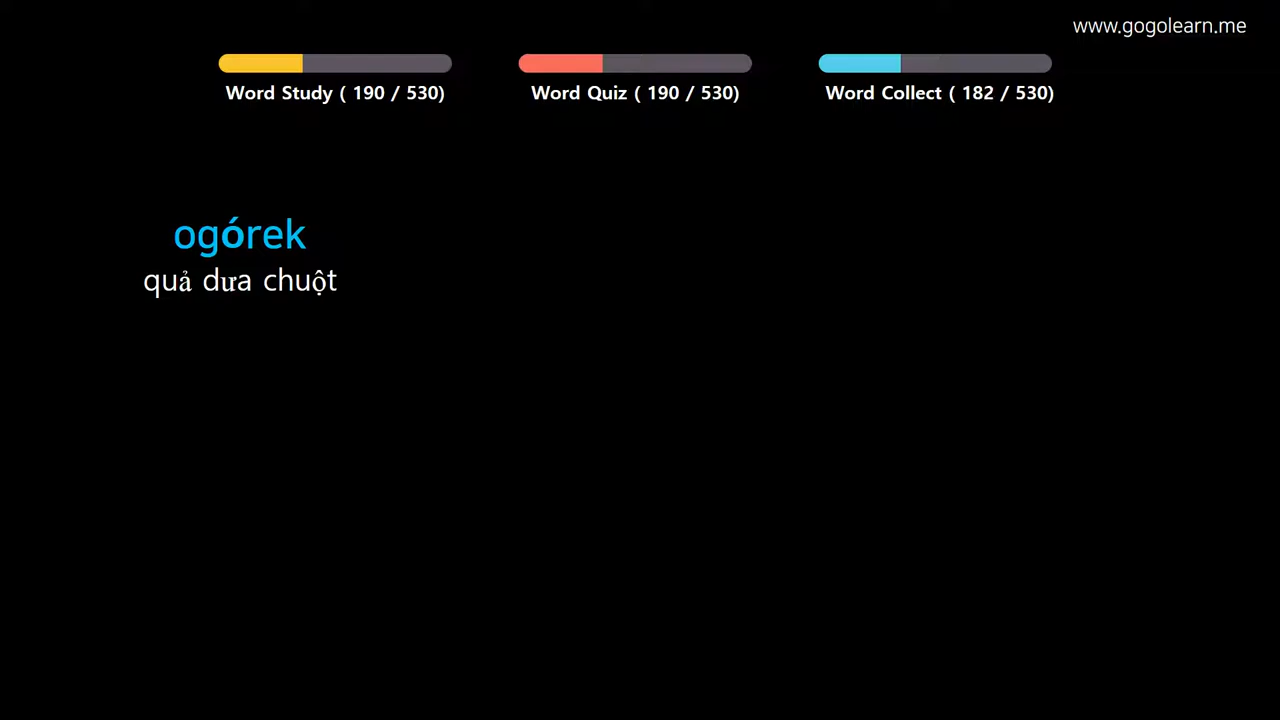 www.gogolearn.me
Word Study ( 190 / 530)
Word Quiz ( 190 / 530)
Word Collect ( 182 / 530)
ogórek
quả dưa chuột